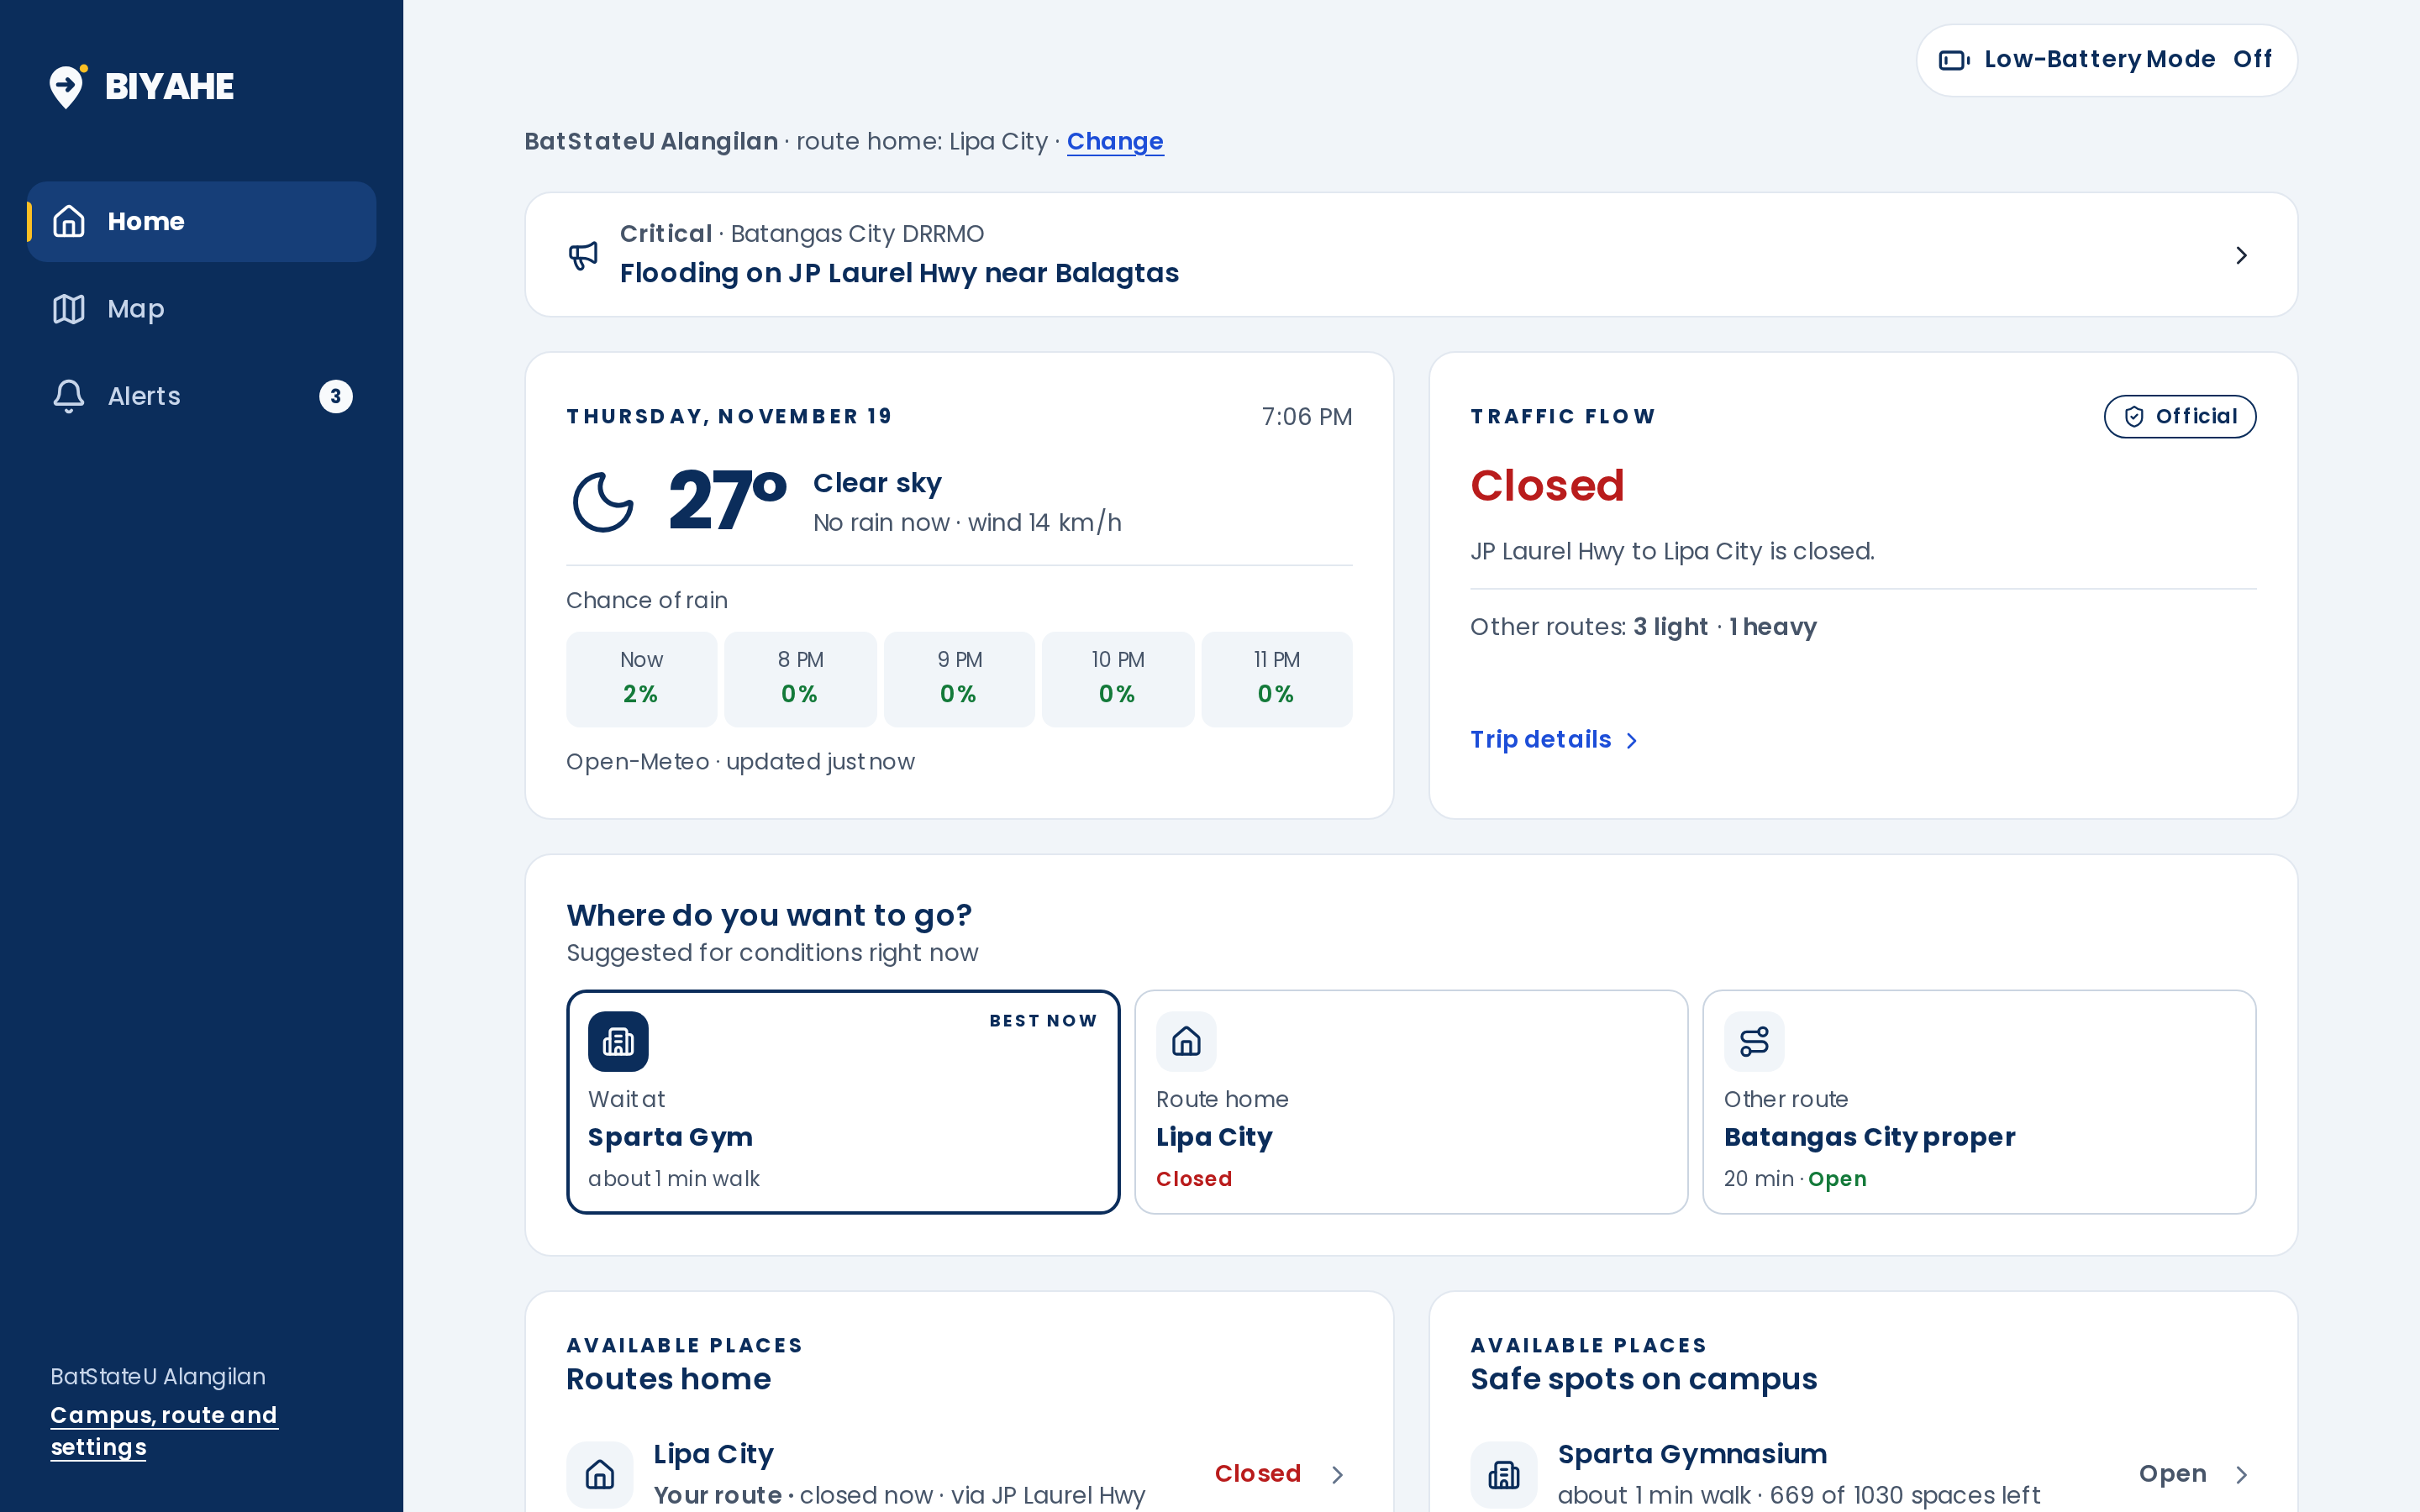 BIYAHE
Home
Map
Alerts 3
BatStateU Alangilan
Campus, route and
settings
Low-Battery Mode Off
BatStateU Alangilan · route home: Lipa City · Change
Critical · Batangas City DRRMO
Flooding on JP Laurel Hwy near Balagtas
THURSDAY, NOVEMBER 19 7:06 PM
27° Clear sky
No rain now · wind 14 km/h
Chance of rain
Now 8 PM 9 PM 10 PM 11 PM
2% 0% 0% 0% 0%
Open-Meteo · updated just now
TRAFFIC FLOW Official
Closed
JP Laurel Hwy to Lipa City is closed.
Other routes: 3 light · 1 heavy
Trip details
Where do you want to go?
Suggested for conditions right now
BEST NOW
Wait at
Sparta Gym
about 1 min walk
Route home
Lipa City
Closed
Other route
Batangas City proper
20 min · Open
AVAILABLE PLACES
Routes home
Lipa City
Your route · closed now · via JP Laurel Hwy
Closed
AVAILABLE PLACES
Safe spots on campus
Sparta Gymnasium
about 1 min walk · 669 of 1030 spaces left
Open